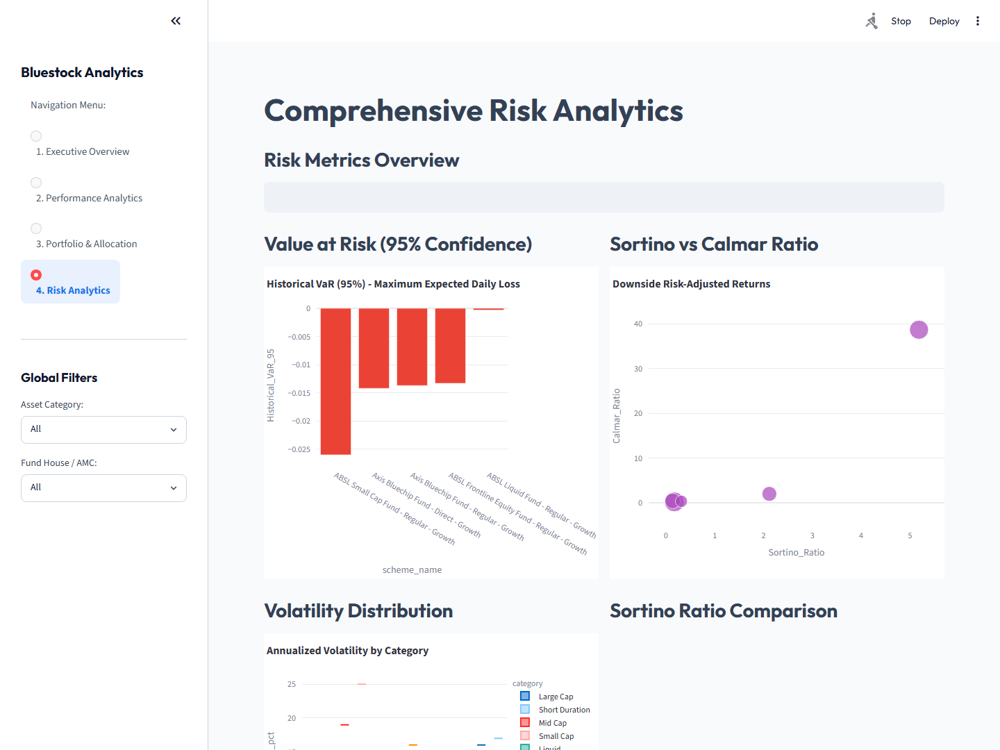 Stop
Deploy
Bluestock Analytics
Navigation Menu:
1. Executive Overview
2. Performance Analytics
3. Portfolio & Allocation
4. Risk Analytics
Global Filters
Asset Category:
All
Fund House / AMC:
All
Comprehensive Risk Analytics
Risk Metrics Overview
Value at Risk (95% Confidence)
Historical VaR (95%) - Maximum Expected Daily Loss
0
−0.005
−0.01
−0.015
−0.02
−0.025
Historical_VaR_95
ABSL Small Cap Fund - Regular - Growth
Axis Bluechip Fund - Direct - Growth
Axis Bluechip Fund - Regular - Growth
ABSL Frontline Equity Fund - Regular - Growth
ABSL Liquid Fund - Regular - Growth
scheme_name
Sortino vs Calmar Ratio
Downside Risk-Adjusted Returns
40
30
20
10
0
Calmar_Ratio
0
1
2
3
4
5
Sortino_Ratio
Volatility Distribution
Annualized Volatility by Category
25
20
_pct
category
Large Cap
Short Duration
Mid Cap
Small Cap
Liquid
Sortino Ratio Comparison